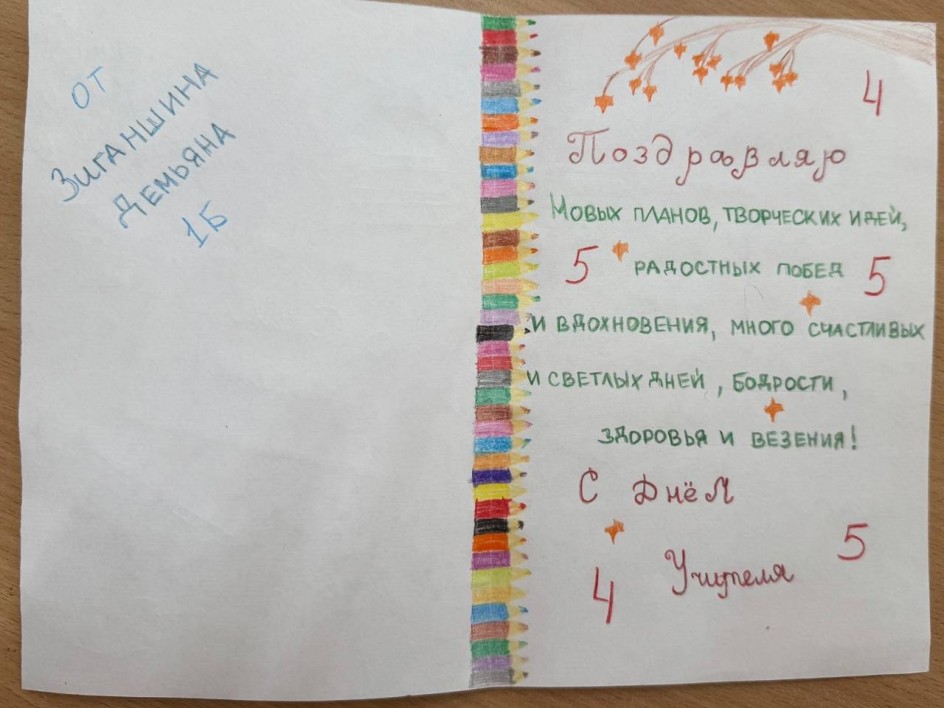 ОТ
ЗИГАНШИНА
ДЕМЬЯНА
1Б
4
Поздравляю
МОВЫХ ПЛАНОВ, ТВОРЧЕСКИХ ИДЕЙ,
5 РАДОСТНЫХ ПОБЕД 5
И ВДОХНОВЕНИЯ, МНОГО СЧАСТЛИВЫХ
И СВЕТЛЫХ ДНЕЙ, БОДРОСТИ,
ЗДОРОВЬЯ И ВЕЗЕНИЯ!
С Днём
5
4 Учителя